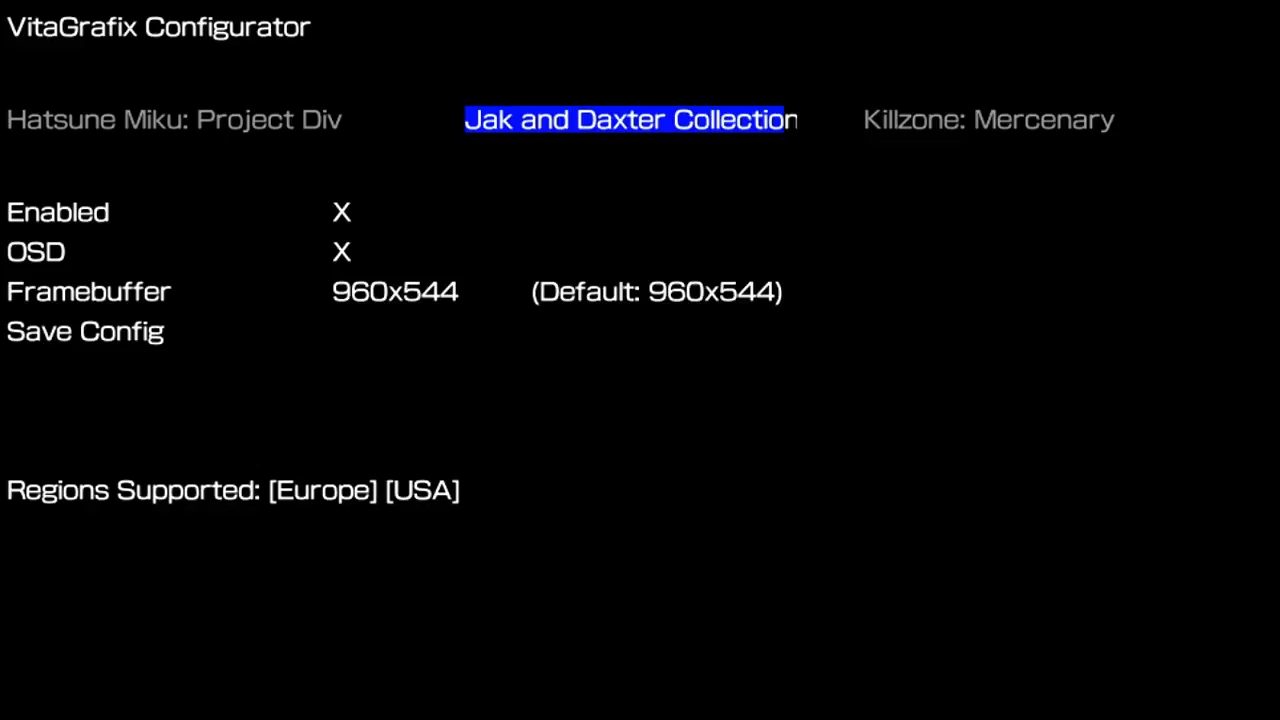 VitaGrafix Configurator
Hatsune Miku: Project Div Jak and Daxter Collection Killzone: Mercenary
Enabled X
OSD X
Framebuffer 960x544 (Default: 960x544)
Save Config
Regions Supported: [Europe] [USA]